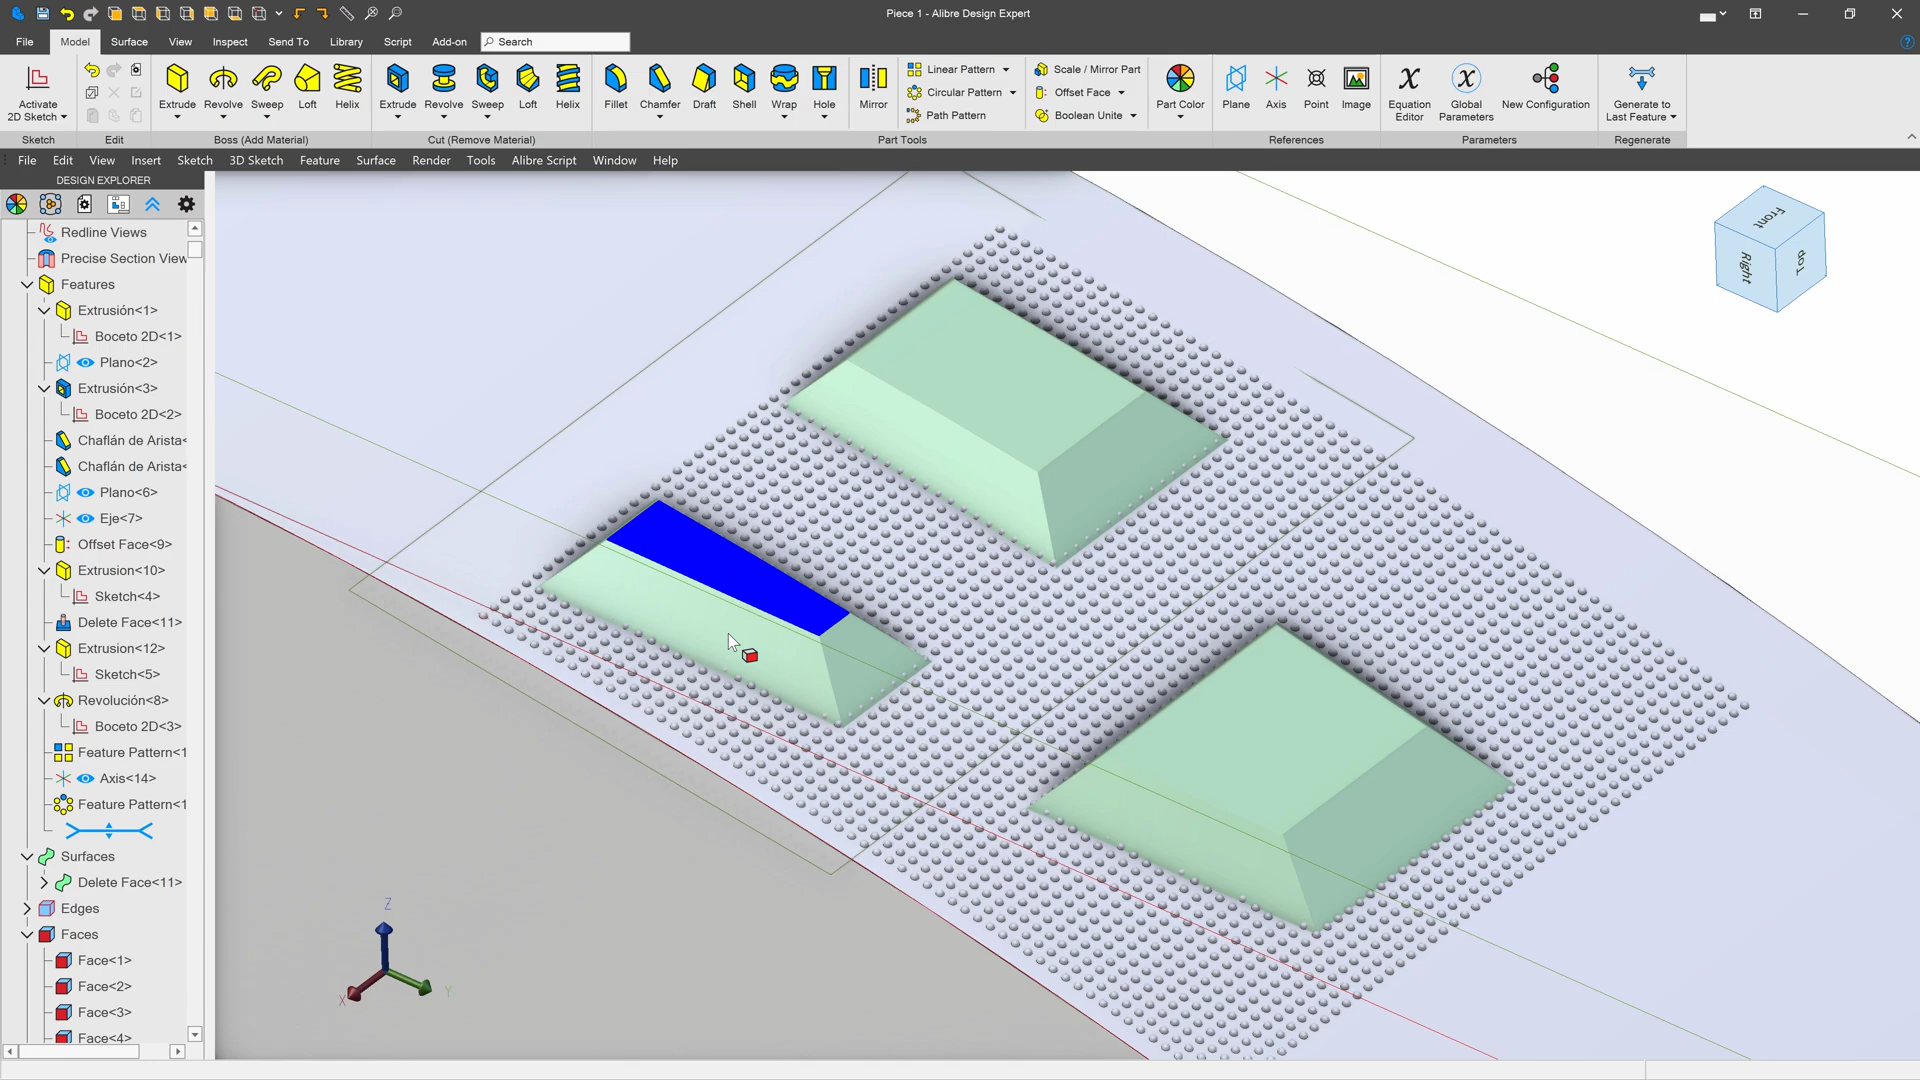 Piece 1 - Alibre Design Expert
File Model Surface View Inspect Send To Library Script Add-on Search
Activate
2D Sketch
Extrude Revolve Sweep Loft Helix
Extrude Revolve Sweep Loft Helix
Fillet Chamfer Draft Shell Wrap Hole
Mirror
Linear Pattern
Circular Pattern
Path Pattern
Scale / Mirror Part
Offset Face
Boolean Unite
Part Color
Plane Axis Point Image
Equation
Editor
Global
Parameters
New Configuration
Generate to
Last Feature
Sketch Edit Boss (Add Material) Cut (Remove Material) Part Tools References Parameters Regenerate
File Edit View Insert Sketch 3D Sketch Feature Surface Render Tools Alibre Script Window Help
DESIGN EXPLORER
Redline Views
Precise Section View
Features
Extrusión<1>
Boceto 2D<1>
Plano<2>
Extrusión<3>
Boceto 2D<2>
Chaflán de Arista<
Chaflán de Arista<
Plano<6>
Eje<7>
Offset Face<9>
Extrusion<10>
Sketch<4>
Delete Face<11>
Extrusion<12>
Sketch<5>
Revolución<8>
Boceto 2D<3>
Feature Pattern<1
Axis<14>
Feature Pattern<1
Surfaces
Delete Face<11>
Edges
Faces
Face<1>
Face<2>
Face<3>
Face<4>
Front
Right
Top
Z
X
Y